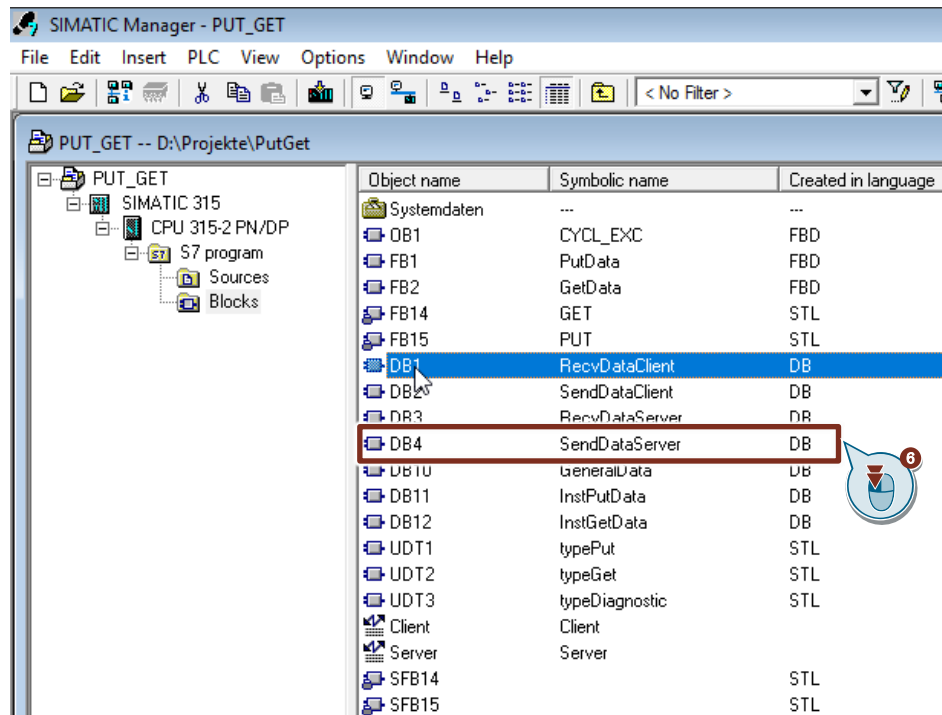 SIMATIC Manager - PUT_GET
File Edit Insert PLC View Options Window Help
< No Filter >
PUT_GET -- D:\Projekte\PutGet
PUT_GET
SIMATIC 315
CPU 315-2 PN/DP
S7 program
Sources
Blocks
Object name Symbolic name Created in language
Systemdaten --- ---
OB1 CYCL_EXC FBD
FB1 PutData FBD
FB2 GetData FBD
FB14 GET STL
FB15 PUT STL
DB1 RecvDataClient DB
DB2 SendDataClient DB
DB3 RecvDataServer DB
DB4 SendDataServer DB
6
DB10 GeneralData DB
DB11 InstPutData DB
DB12 InstGetData DB
UDT1 typePut STL
UDT2 typeGet STL
UDT3 typeDiagnostic STL
Client Client
Server Server
SFB14 STL
SFB15 STL